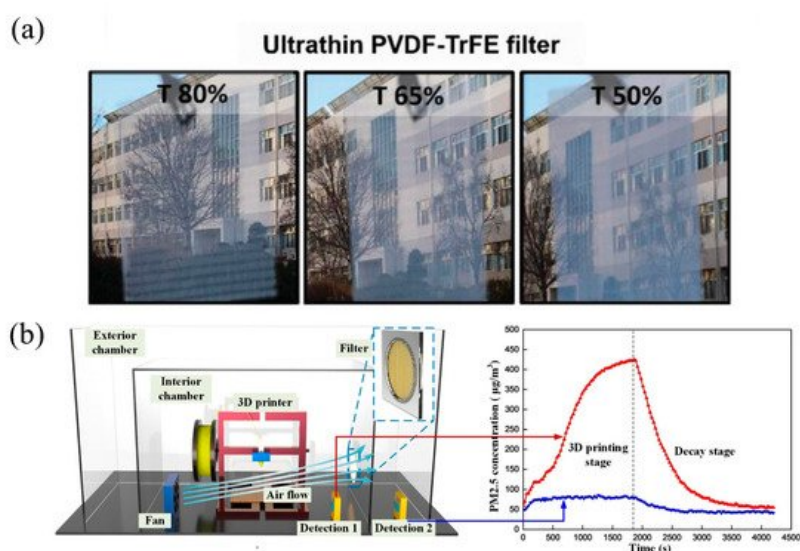 (a)
Ultrathin PVDF-TrFE filter
T 80%
T 65%
T 50%
(b)
Exterior
chamber
Interior
chamber
3D printer
Filter
Air flow
Fan
Detection 1
Detection 2
PM2.5 concentration ( μg/m³)
500
450
400
350
300
250
200
150
100
50
0
3D printing
stage
Decay stage
0
500
1000
1500
2000
2500
3000
3500
4000
4500
Time (s)